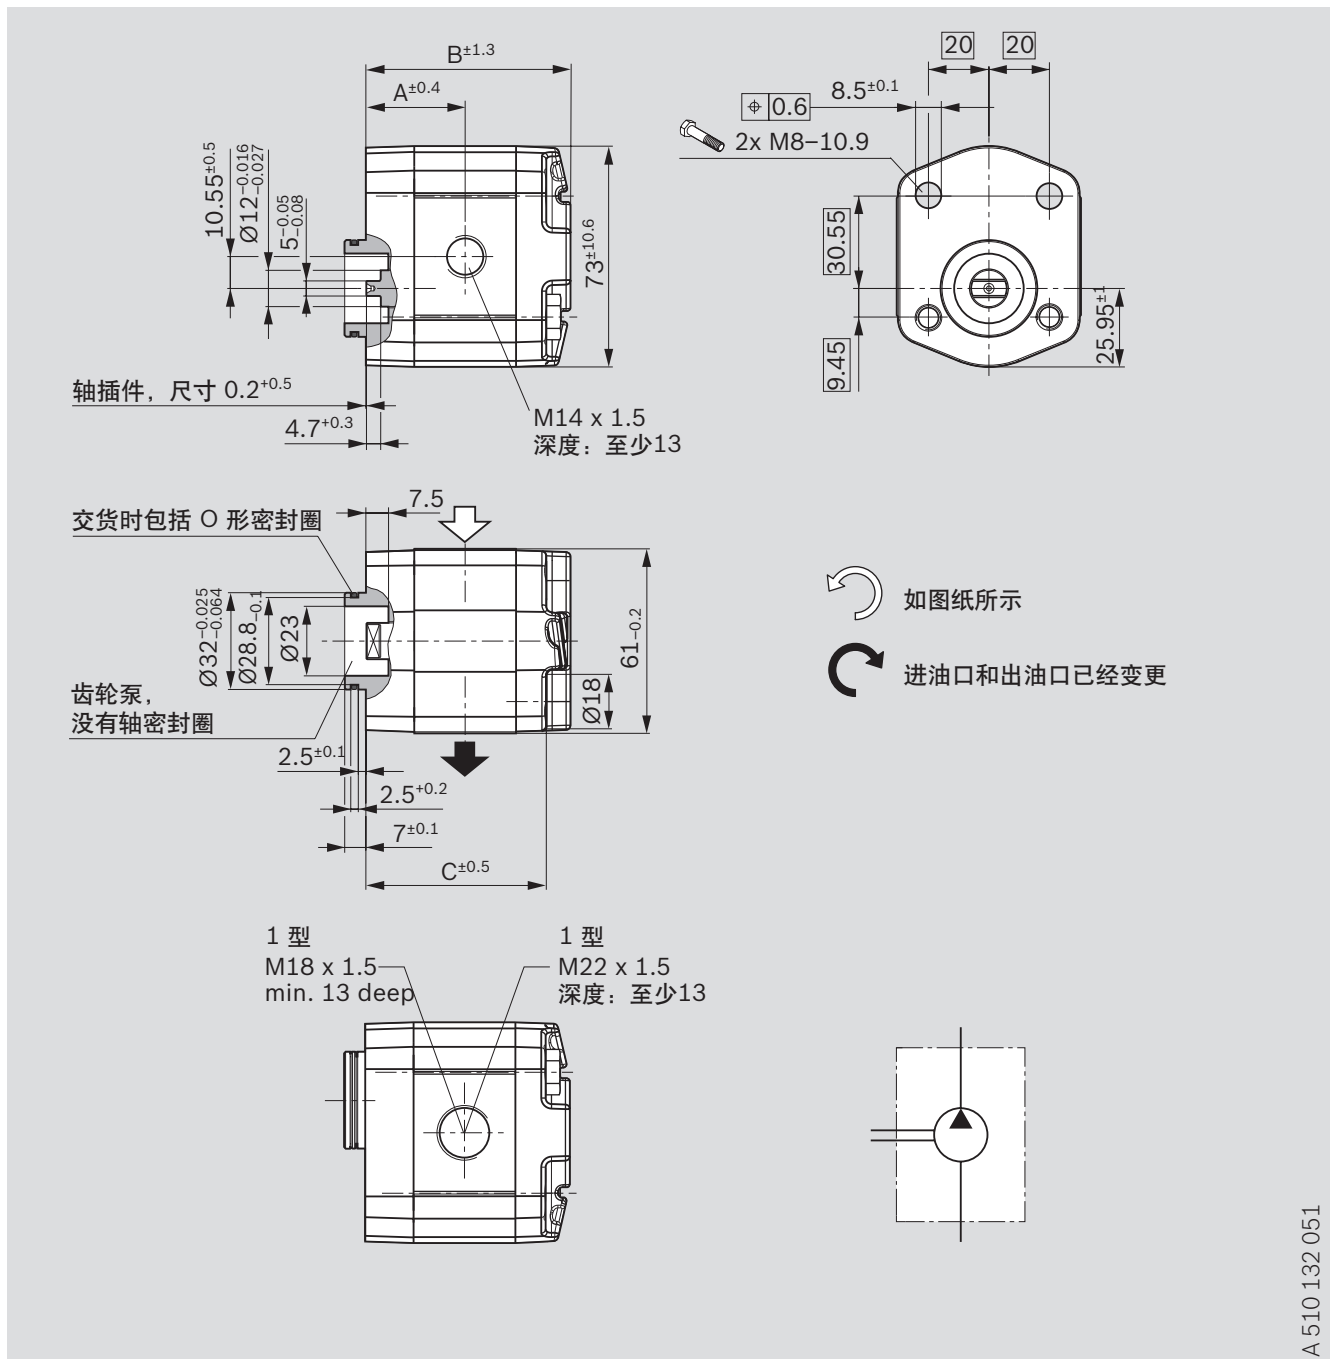 B±1.3
A±0.4
10.55±0.5
Ø12-0.016 -0.027
5-0.05 -0.08
73±10.6
轴插件，尺寸 0.2+0.5
4.7+0.3
M14 x 1.5
深度：至少13
20
20
8.5±0.1
⌖ 0.6
2x M8–10.9
30.55
9.45
25.95±1
7.5
交货时包括 O 形密封圈
Ø32-0.025 -0.064
Ø28.8-0.1
Ø23
61-0.2
Ø18
齿轮泵，
没有轴密封圈
2.5±0.1
2.5+0.2
7±0.1
C±0.5
如图纸所示
进油口和出油口已经变更
1 型
M18 x 1.5
min. 13 deep
1 型
M22 x 1.5
深度：至少13
A 510 132 051